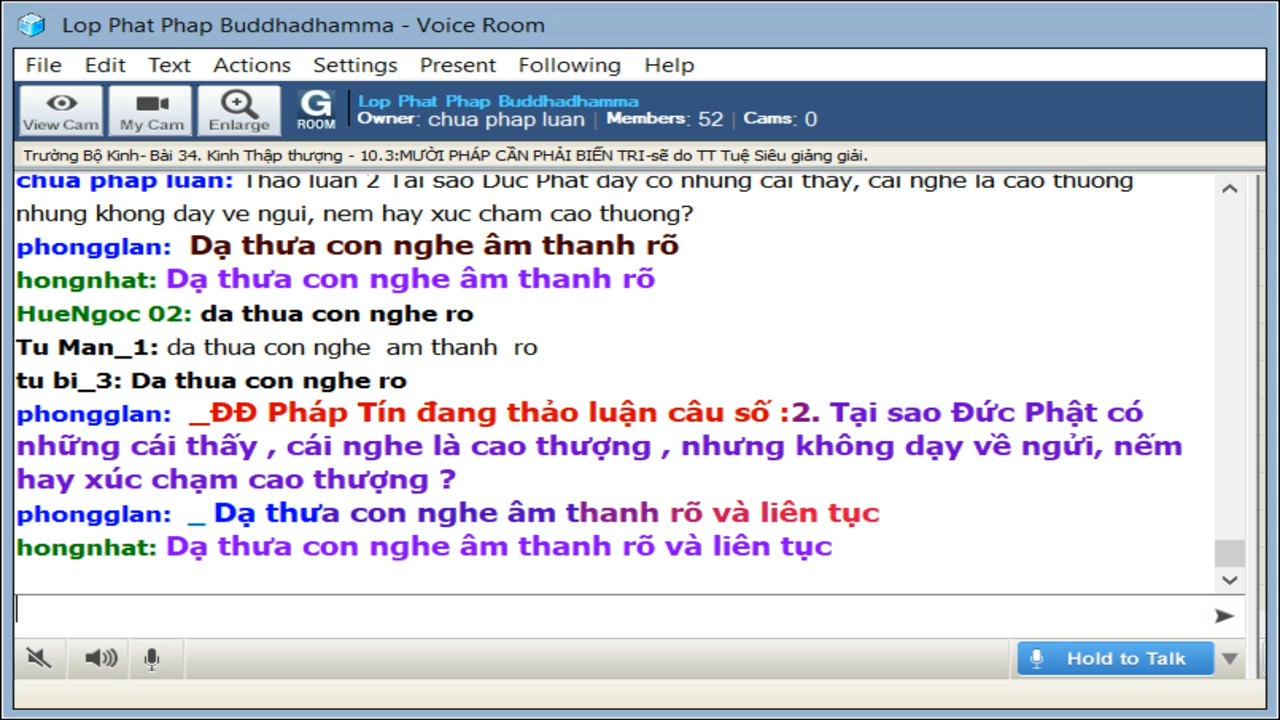 Lop Phat Phap Buddhadhamma - Voice Room
File Edit Text Actions Settings Present Following Help
View Cam My Cam Enlarge G ROOM Lop Phat Phap Buddhadhamma
Owner: chua phap luan | Members: 52 | Cams: 0
Trường Bộ Kinh- Bài 34. Kinh Thập thượng - 10.3:MƯỜI PHÁP CẦN PHẢI BIẾN TRI-sẽ do TT Tuệ Siêu giảng giải.
chua phap luan: Thao luan 2 Tai sao Duc Phat day co nhung cai thay, cai nghe la cao thuong
nhung khong day ve ngui, nem hay xuc cham cao thuong?
phongglan: Dạ thưa con nghe âm thanh rõ
hongnhat: Dạ thưa con nghe âm thanh rõ
HueNgoc 02: da thua con nghe ro
Tu Man_1: da thua con nghe am thanh ro
tu bi_3: Da thua con nghe ro
phongglan: _ĐĐ Pháp Tín đang thảo luận câu số :2. Tại sao Đức Phật có
những cái thấy , cái nghe là cao thượng , nhưng không dạy về ngửi, nếm
hay xúc chạm cao thượng ?
phongglan: _ Dạ thưa con nghe âm thanh rõ và liên tục
hongnhat: Dạ thưa con nghe âm thanh rõ và liên tục
Hold to Talk